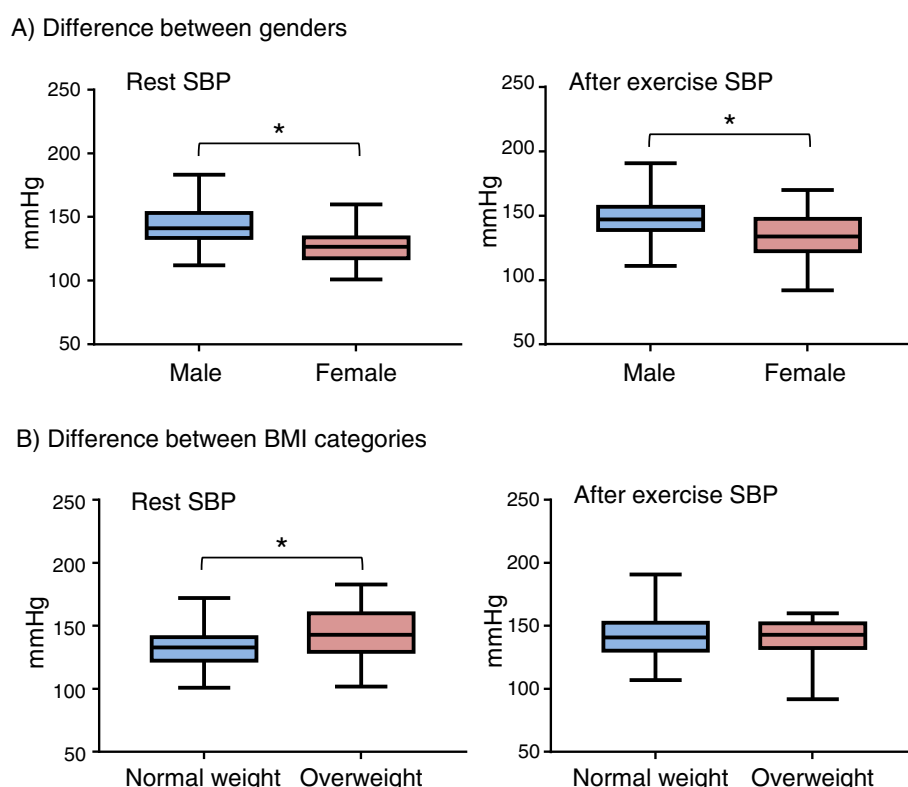 A) Difference between genders
Rest SBP
250
200
150
100
50
mmHg
*
Male
Female
After exercise SBP
250
200
150
100
50
mmHg
*
Male
Female
B) Difference between BMI categories
Rest SBP
250
200
150
100
50
mmHg
*
Normal weight
Overweight
After exercise SBP
250
200
150
100
50
mmHg
Normal weight
Overweight